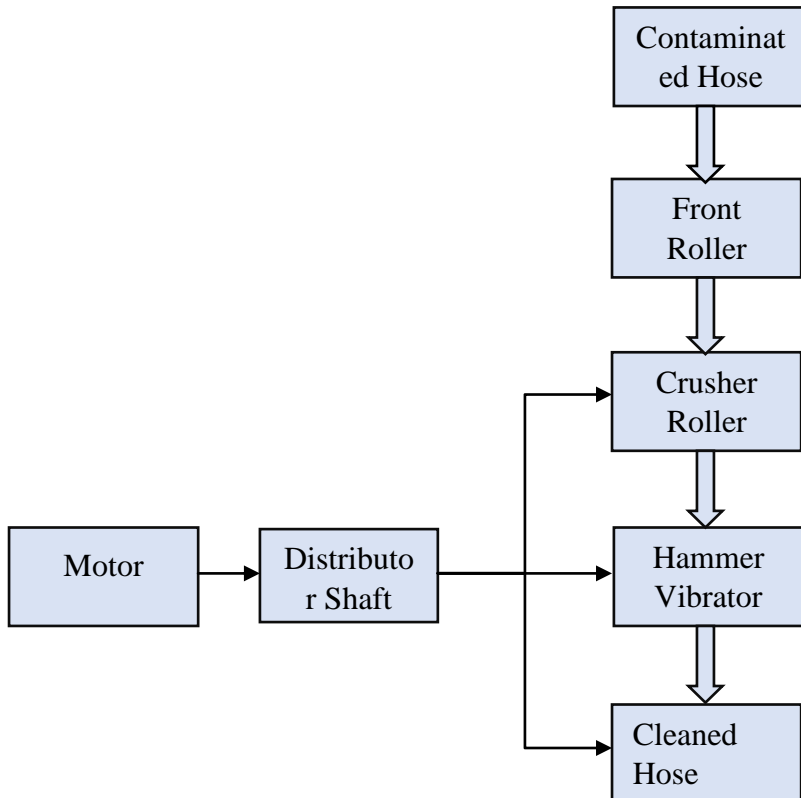 Contaminat
ed Hose
Front
Roller
Crusher
Roller
Motor
Distributo
r Shaft
Hammer
Vibrator
Cleaned
Hose